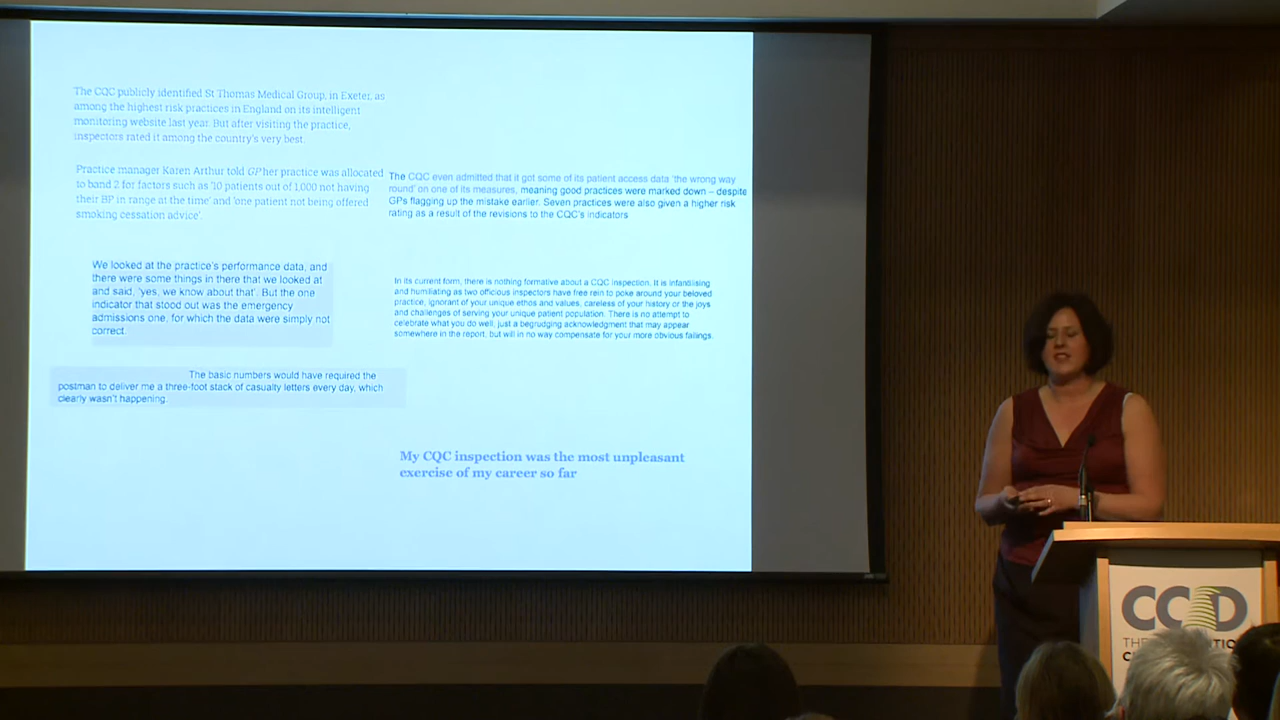 The CQC publicly identified St Thomas Medical Group, in Exeter, as
among the highest risk practices in England on its intelligent
monitoring website last year. But after visiting the practice,
inspectors rated it among the country's very best.
Practice manager Karen Arthur told GP her practice was allocated
to band 2 for factors such as '10 patients out of 1,000 not having
their BP in range at the time' and 'one patient not being offered
smoking cessation advice'.
The CQC even admitted that it got some of its patient access data 'the wrong way
round' on one of its measures, meaning good practices were marked down – despite
GPs flagging up the mistake earlier. Seven practices were also given a higher risk
rating as a result of the revisions to the CQC's indicators
We looked at the practice's performance data, and
there were some things in there that we looked at
and said, 'yes, we know about that'. But the one
indicator that stood out was the emergency
admissions one, for which the data were simply not
correct.
In its current form, there is nothing formative about a CQC inspection. It is infantilising
and humiliating as two officious inspectors have free rein to poke around your beloved
practice, ignorant of your unique ethos and values, careless of your history or the joys
and challenges of serving your unique patient population. There is no attempt to
celebrate what you do well, just a begrudging acknowledgment that may appear
somewhere in the report, but will in no way compensate for your more obvious failings.
The basic numbers would have required the
postman to deliver me a three-foot stack of casualty letters every day, which
clearly wasn't happening.
My CQC inspection was the most unpleasant
exercise of my career so far
CC D
THE
C